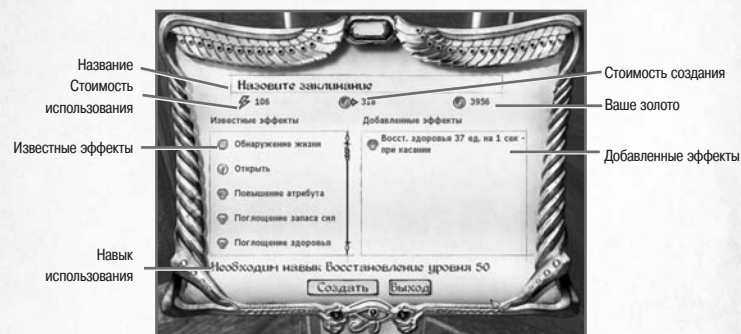 Название
Стоимость
использования
Известные эффекты
Навык
использования
Назовите заклинание
106
318
3956
Известные эффекты
Добавленные эффекты
Обнаружение жизни
Открыть
Повышение атрибута
Поглощение запаса сил
Поглощение здоровья
Восст. здоровья 37 ед. на 1 сек -
при касании
Необходим навык Восстановление уровня 50
Создать
Выход
Стоимость создания
Ваше золото
Добавленные эффекты